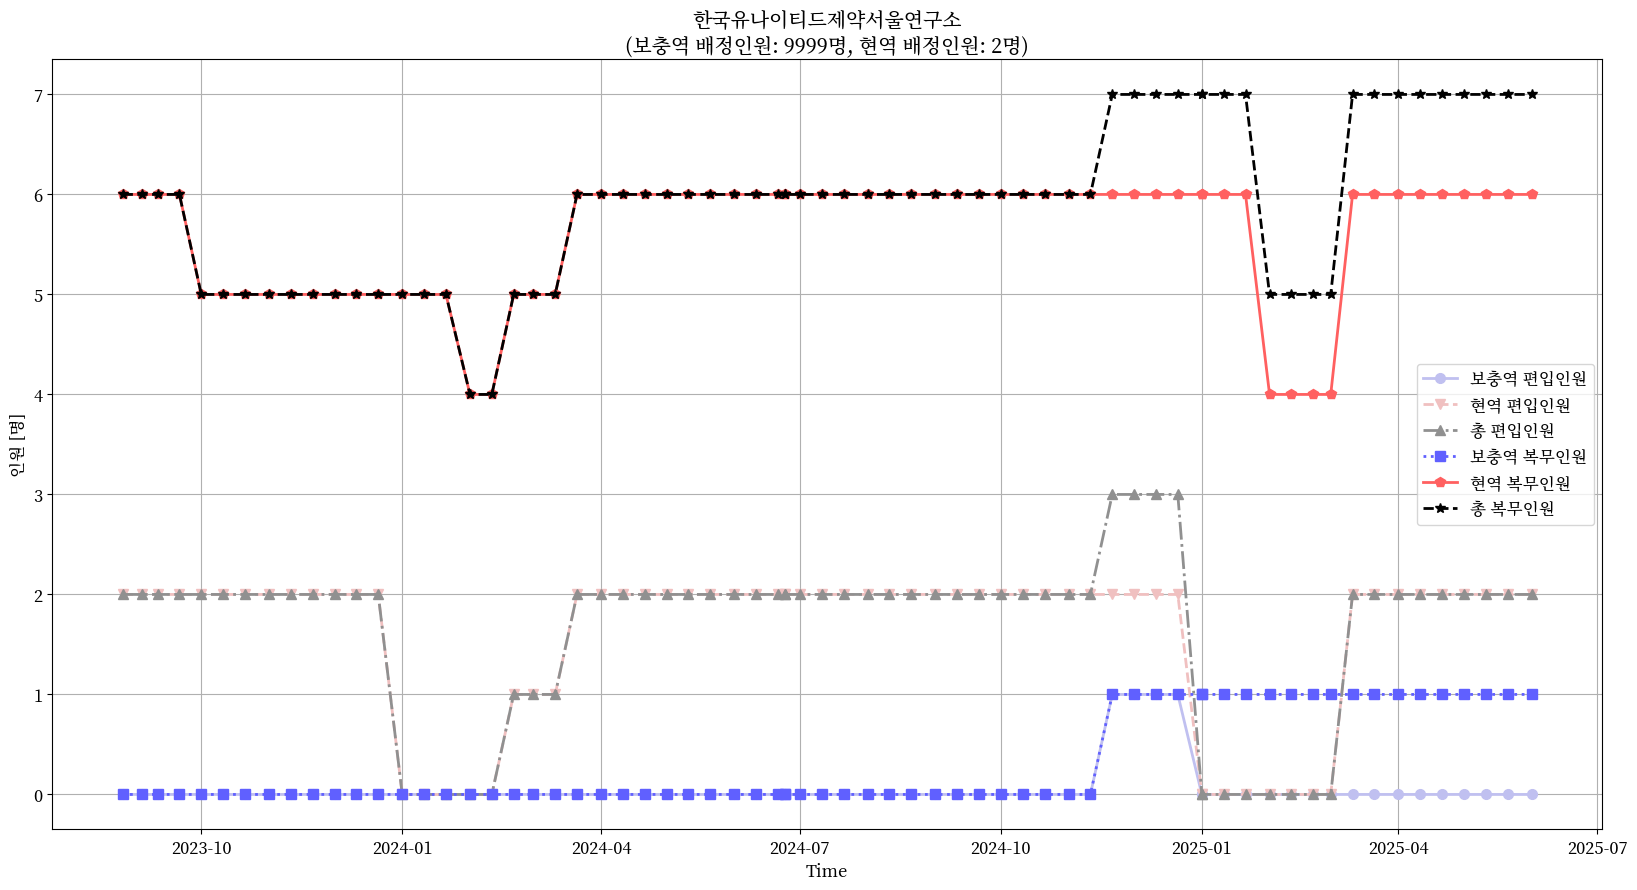 한국유나이티드제약서울연구소
(보충역 배정인원: 9999명, 현역 배정인원: 2명)
7
6
5
4
3
2
1
0
인원 [명]
보충역 편입인원
현역 편입인원
총 편입인원
보충역 복무인원
현역 복무인원
총 복무인원
2023-10
2024-01
2024-04
2024-07
2024-10
2025-01
2025-04
2025-07
Time